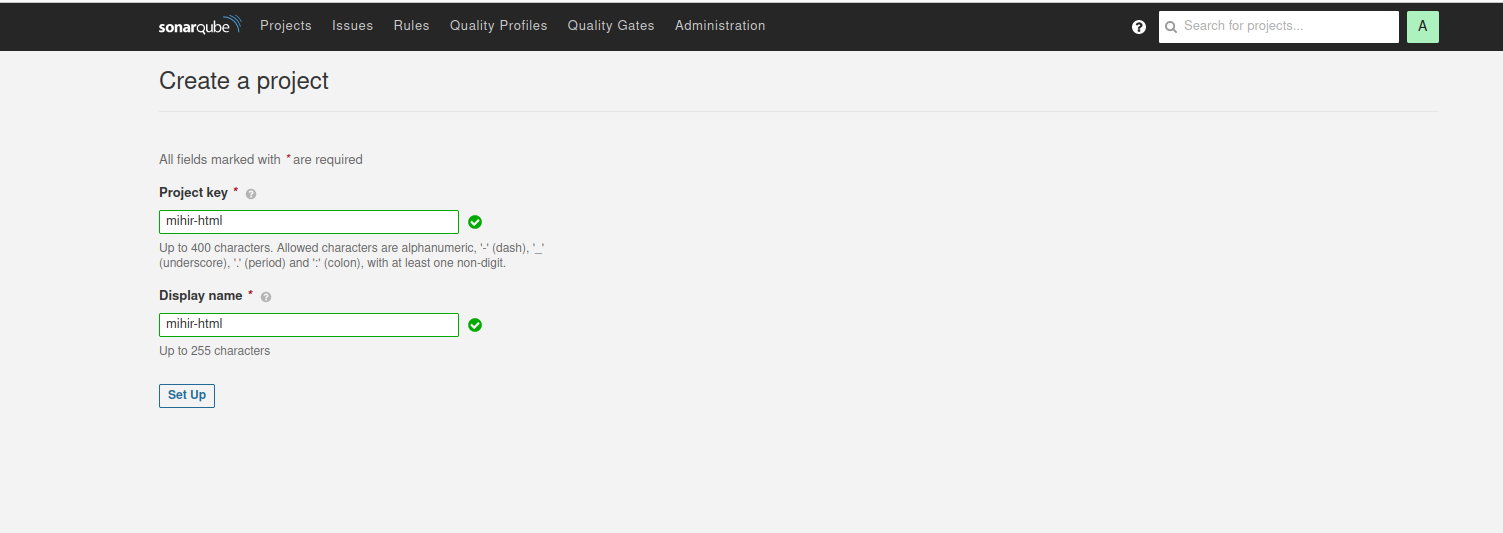 sonarqube Projects Issues Rules Quality Profiles Quality Gates Administration ? Search for projects... A
Create a project
All fields marked with * are required
Project key * ?
mihir-html
Up to 400 characters. Allowed characters are alphanumeric, '-' (dash), '_'
(underscore), '.' (period) and ':' (colon), with at least one non-digit.
Display name * ?
mihir-html
Up to 255 characters
Set Up